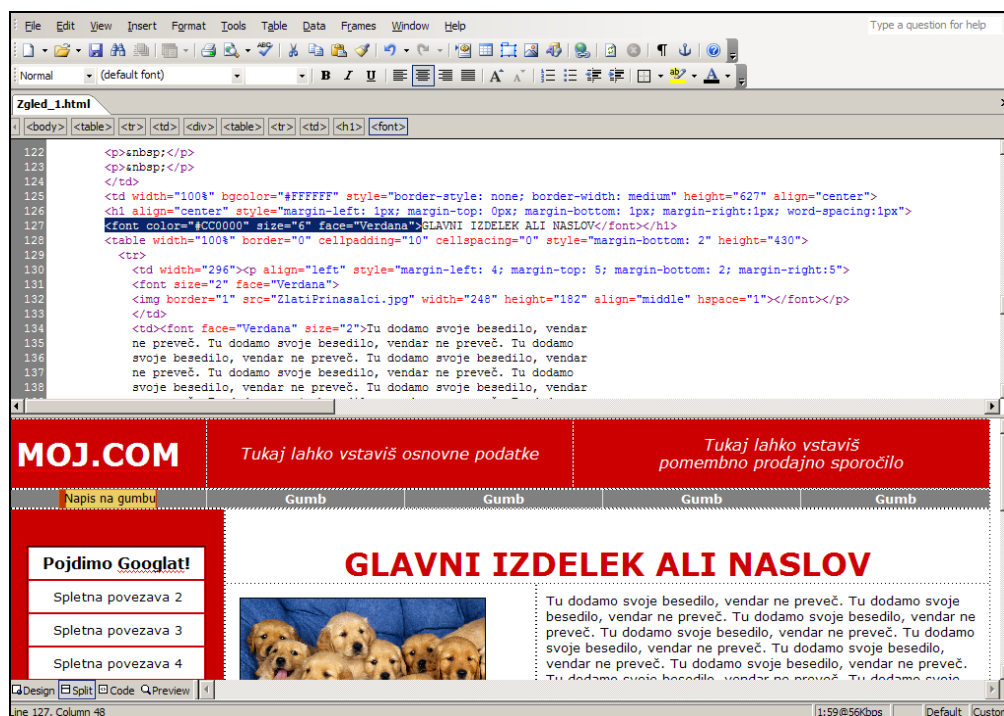 File Edit View Insert Format Tools Table Data Frames Window Help Type a question for help
Normal (default font) B I U
Zgled_1.html
<body> <table> <tr> <td> <div> <table> <tr> <td> <h1> <font>
122 <p>&nbsp;</p>
123 <p>&nbsp;</p>
124 </td>
125 <td width="100%" bgcolor="#FFFFFF" style="border-style: none; border-width: medium" height="627" align="center">
126 <h1 align="center" style="margin-left: 1px; margin-top: 0px; margin-bottom: 1px; margin-right:1px; word-spacing:1px">
127 <font color="#CC0000" size="6" face="Verdana">GLAVNI IZDELEK ALI NASLOV</font></h1>
128 <table width="100%" border="0" cellpadding="10" cellspacing="0" style="margin-bottom: 2" height="430">
129 <tr>
130 <td width="296"><p align="left" style="margin-left: 4; margin-top: 5; margin-bottom: 2; margin-right:5">
131 <font size="2" face="Verdana">
132 <img border="1" src="ZlatiPrinasalci.jpg" width="248" height="182" align="middle" hspace="1"></font></p>
133 </td>
134 <td><font face="Verdana" size="2">Tu dodamo svoje besedilo, vendar
135 ne preveč. Tu dodamo svoje besedilo, vendar ne preveč. Tu dodamo
136 svoje besedilo, vendar ne preveč. Tu dodamo svoje besedilo, vendar
137 ne preveč. Tu dodamo svoje besedilo, vendar ne preveč. Tu dodamo
138 svoje besedilo, vendar ne preveč. Tu dodamo svoje besedilo, vendar
MOJ.COM
Tukaj lahko vstaviš osnovne podatke
Tukaj lahko vstaviš
pomembno prodajno sporočilo
Napis na gumbu Gumb Gumb Gumb Gumb
Pojdimo Googlat!
Spletna povezava 2
Spletna povezava 3
Spletna povezava 4
GLAVNI IZDELEK ALI NASLOV
Tu dodamo svoje besedilo, vendar ne preveč. Tu dodamo svoje
besedilo, vendar ne preveč. Tu dodamo svoje besedilo, vendar ne
preveč. Tu dodamo svoje besedilo, vendar ne preveč. Tu dodamo
svoje besedilo, vendar ne preveč. Tu dodamo svoje besedilo,
vendar ne preveč. Tu dodamo svoje besedilo, vendar ne preveč.
Tu dodamo svoje besedilo, vendar ne preveč. Tu dodamo svoje
Design Split Code Preview
Line 127, Column 48 1:59@56Kbps Default Custom